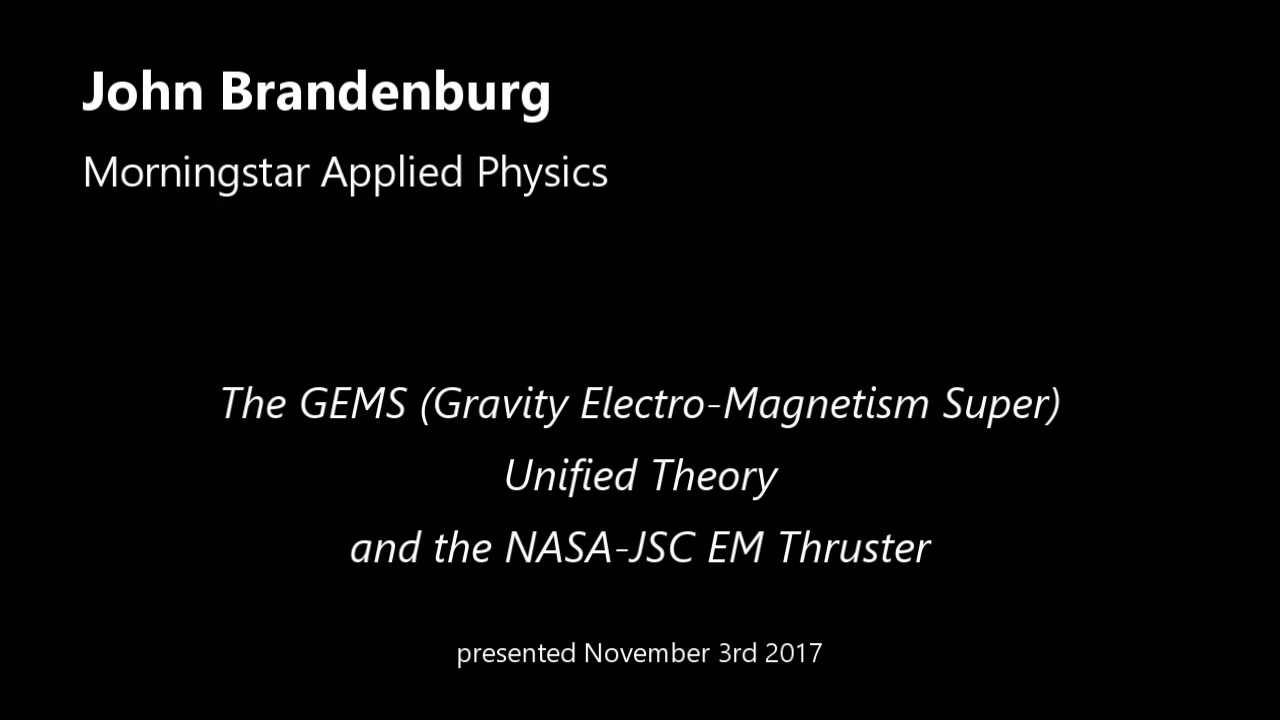 John Brandenburg
Morningstar Applied Physics
The GEMS (Gravity Electro-Magnetism Super)
Unified Theory
and the NASA-JSC EM Thruster
presented November 3rd 2017